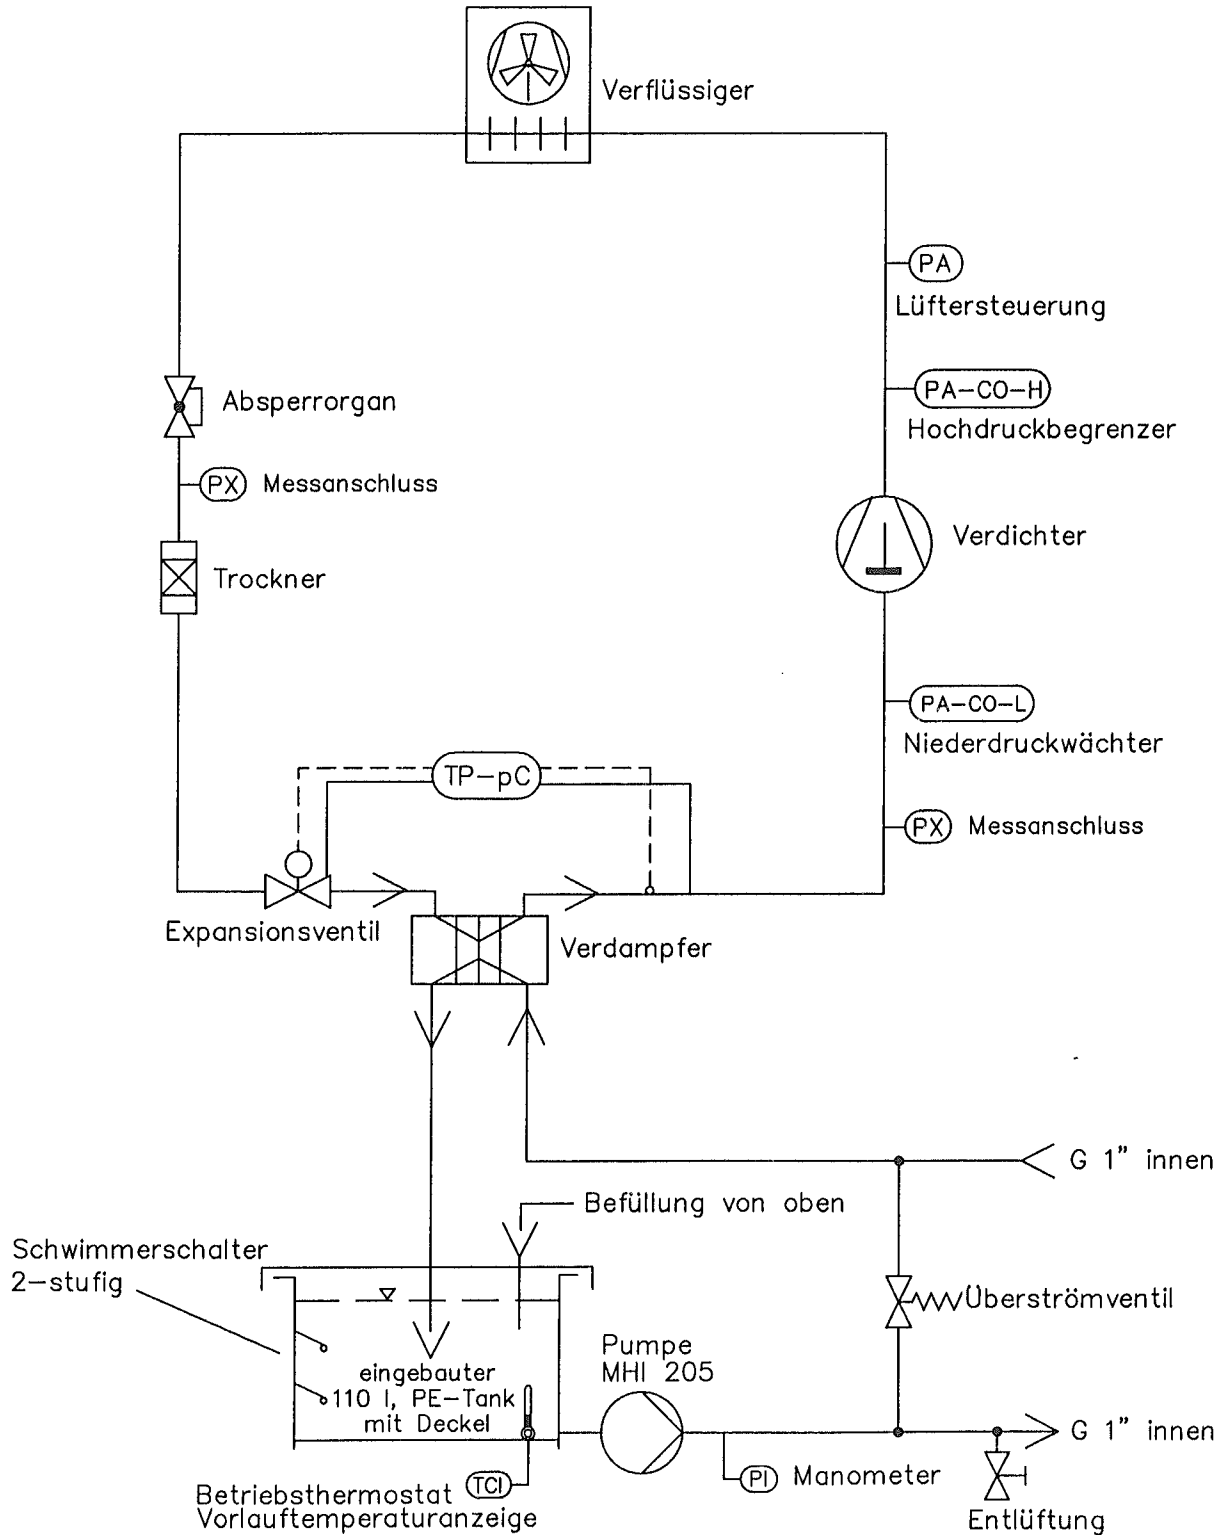 Verflüssiger
PA
Lüftersteuerung
PA-CO-H
Absperrorgan
Hochdruckbegrenzer
PX Messanschluss
Verdichter
Trockner
PA-CO-L
Niederdruckwächter
TP-pC
PX Messanschluss
Expansionsventil
Verdampfer
G 1" innen
Befüllung von oben
Schwimmerschalter
2-stufig
Überströmventil
Pumpe
MHI 205
eingebauter
110 l, PE-Tank
mit Deckel
G 1" innen
PI Manometer
TCI
Betriebsthermostat
Vorlauftemperaturanzeige
Entlüftung